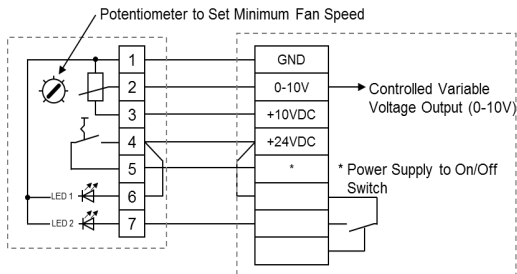 Potentiometer to Set Minimum Fan Speed
1
2
3
4
5
6
7
LED 1
LED 2
GND
0-10V
+10VDC
+24VDC
*
Controlled Variable
Voltage Output (0-10V)
* Power Supply to On/Off
Switch